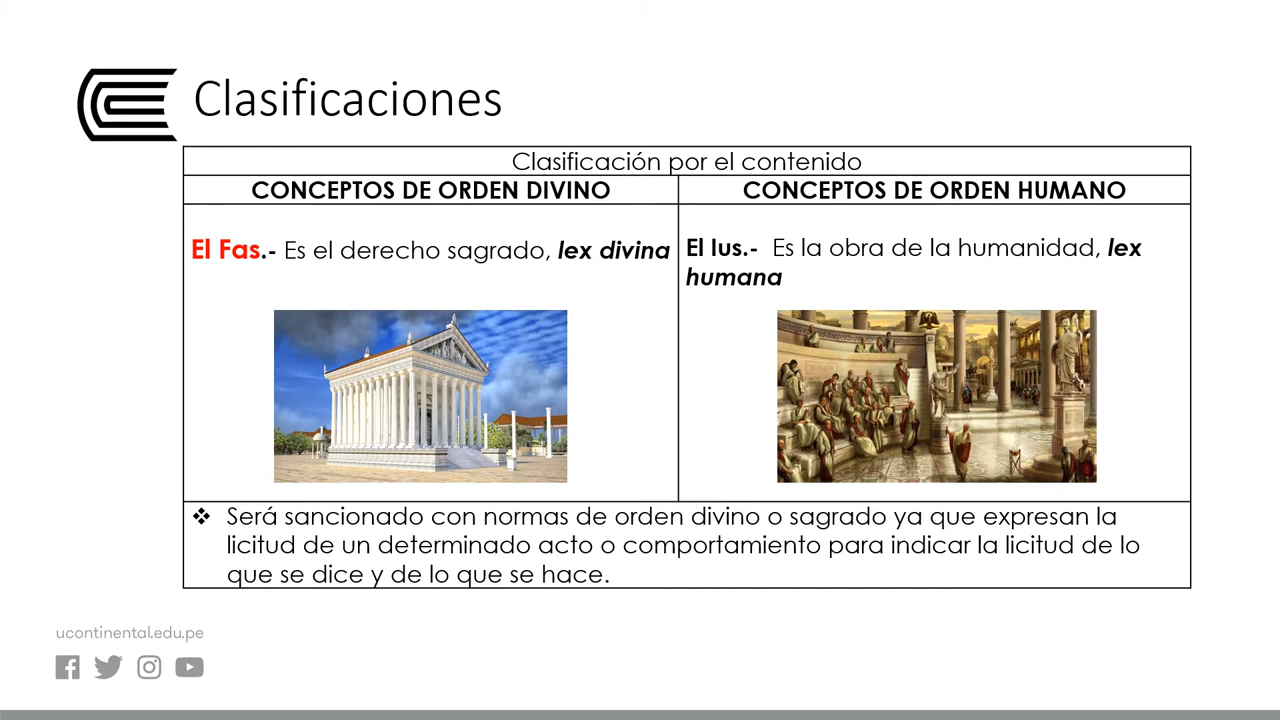 Clasificaciones
Clasificación por el contenido
CONCEPTOS DE ORDEN DIVINO
CONCEPTOS DE ORDEN HUMANO
El Fas.- Es el derecho sagrado, lex divina
El Ius.- Es la obra de la humanidad, lex
humana
❖ Será sancionado con normas de orden divino o sagrado ya que expresan la
licitud de un determinado acto o comportamiento para indicar la licitud de lo
que se dice y de lo que se hace.
ucontinental.edu.pe